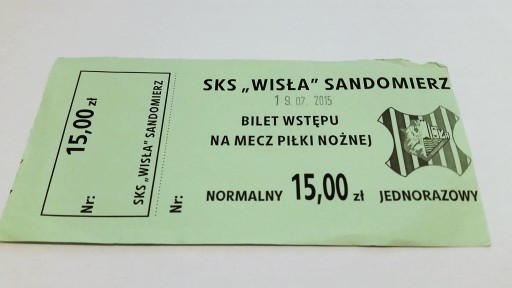 15,00 zł
Nr:
SKS „WISŁA” SANDOMIERZ
Nr:
SKS „WISŁA” SANDOMIERZ
19. 07. 2015
BILET WSTĘPU
NA MECZ PIŁKI NOŻNEJ
NORMALNY 15,00 zł JEDNORAZOWY